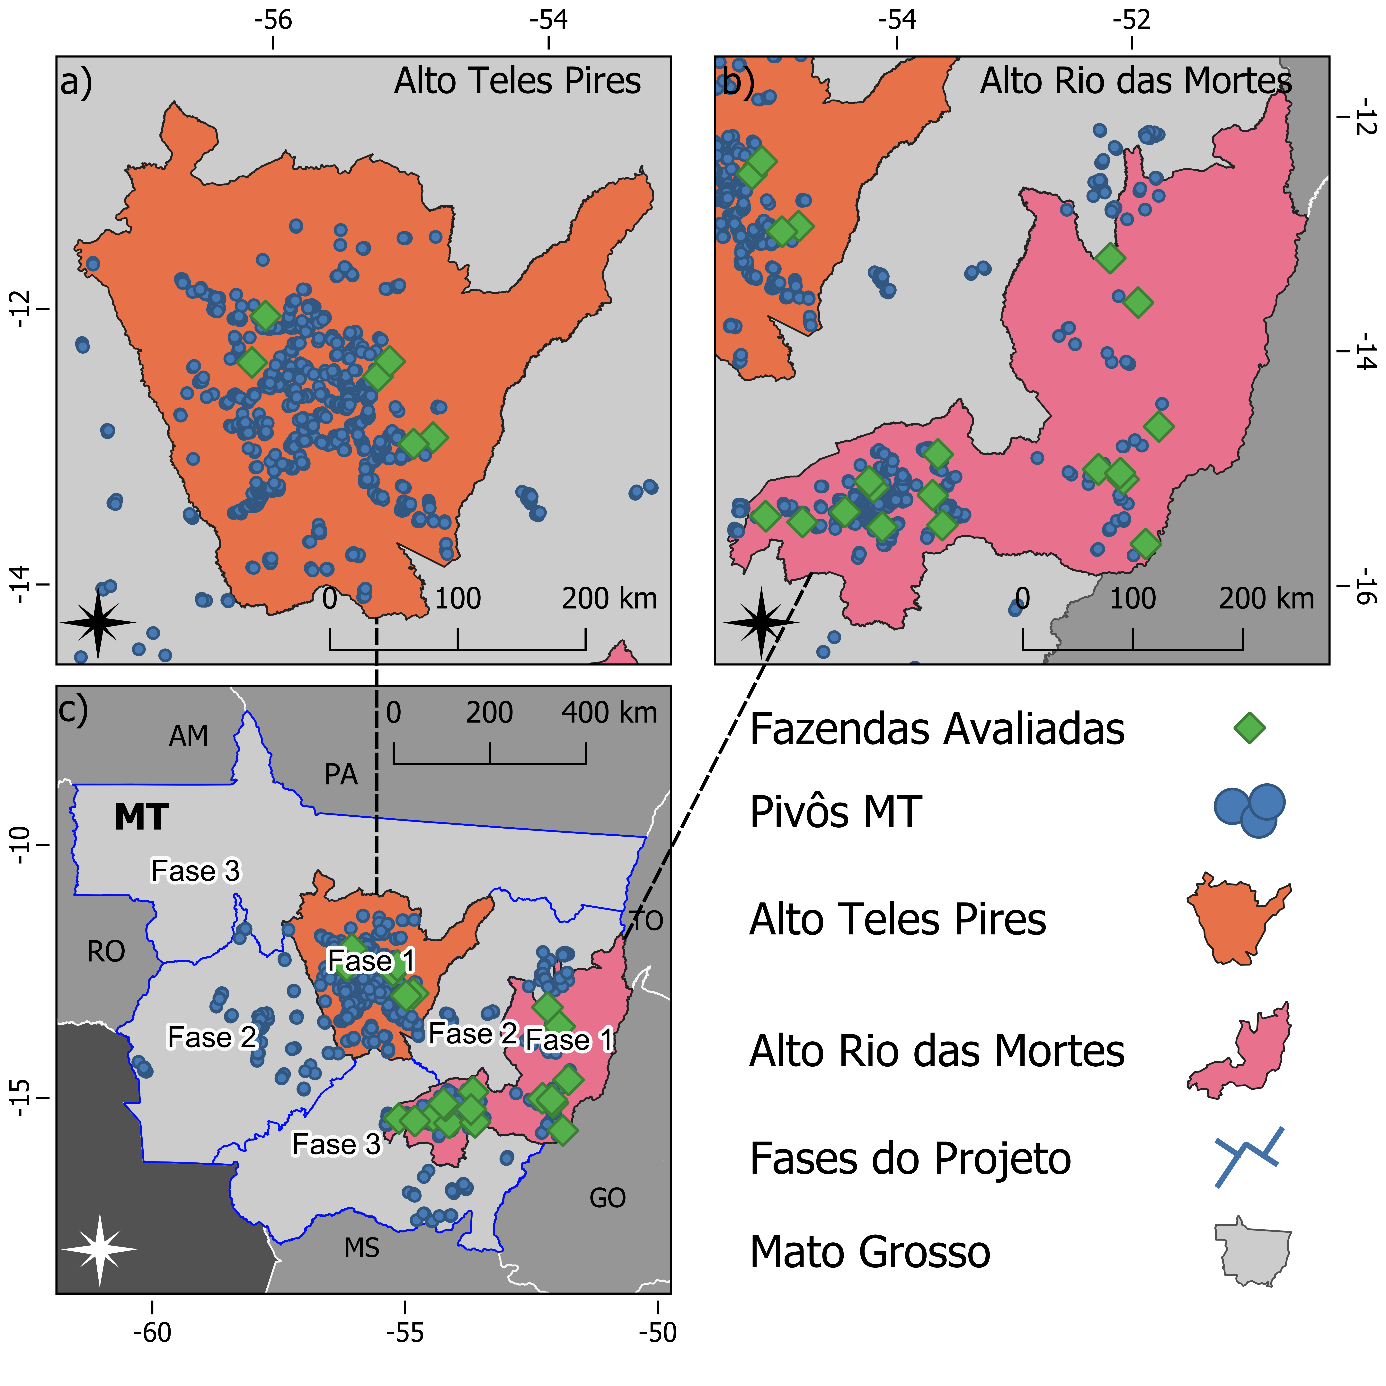 -56
-54
-54
-52
a)
Alto Teles Pires
b)
Alto Rio das Mortes
-12
-14
-12
-14
-16
0
100
200 km
0
100
200 km
c)
0
200
400 km
AM
PA
MT
Fase 3
RO
TO
Fase 1
Fase 2
Fase 2
Fase 1
Fase 3
GO
MS
-10
-15
-60
-55
-50
Fazendas Avaliadas
Pivôs MT
Alto Teles Pires
Alto Rio das Mortes
Fases do Projeto
Mato Grosso